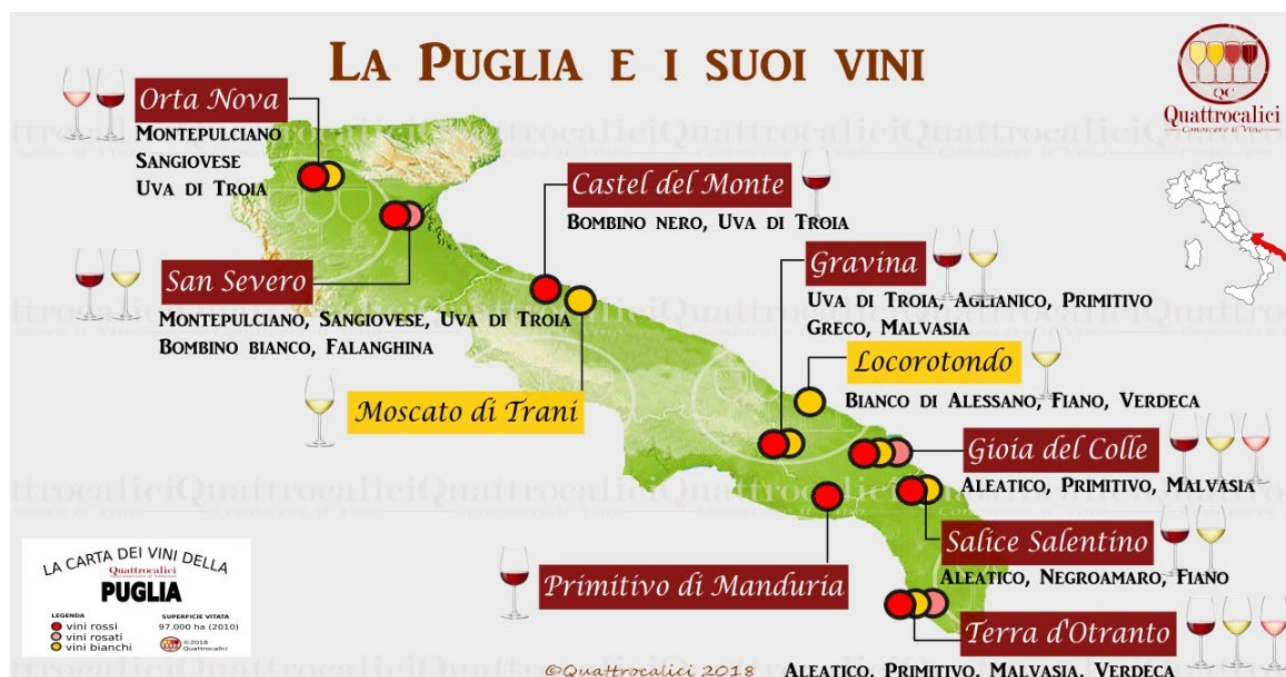 La Puglia e i suoi vini
QC
Quattrocalici
Conoscere il Vino
Orta Nova
Montepulciano
Sangiovese
Uva di Troia
Castel del Monte
Bombino nero, Uva di Troia
San Severo
Montepulciano, Sangiovese, Uva di Troia
Bombino bianco, Falanghina
Gravina
Uva di Troia, Aglianico, Primitivo
Greco, Malvasia
Moscato di Trani
Locorotondo
Bianco di Alessano, Fiano, Verdeca
Gioia del Colle
Aleatico, Primitivo, Malvasia
Salice Salentino
Aleatico, Negroamaro, Fiano
Primitivo di Manduria
Terra d'Otranto
Aleatico, Primitivo, Malvasia, Verdeca
LA CARTA DEI VINI DELLA
Quattrocalici
PUGLIA
LEGENDA
vini rossi
vini rosati
vini bianchi
SUPERFICIE VITATA
97.000 ha (2010)
©2018
Quattrocalici
©Quattrocalici 2018